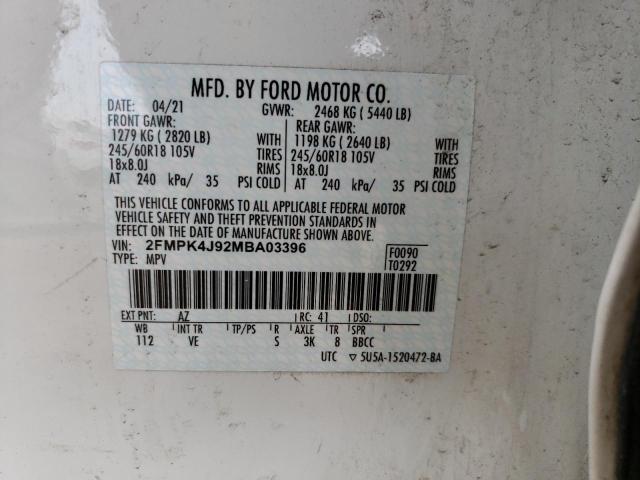 MFD. BY FORD MOTOR CO.
DATE: 04/21 GVWR: 2468 KG ( 5440 LB)
FRONT GAWR: REAR GAWR:
1279 KG ( 2820 LB) WITH 1198 KG ( 2640 LB) WITH
245/60R18 105V TIRES 245/60R18 105V TIRES
18x8.0J RIMS 18x8.0J RIMS
AT 240 kPa/ 35 PSI COLD AT 240 kPa/ 35 PSI COLD
THIS VEHICLE CONFORMS TO ALL APPLICABLE FEDERAL MOTOR
VEHICLE SAFETY AND THEFT PREVENTION STANDARDS IN
EFFECT ON THE DATE OF MANUFACTURE SHOWN ABOVE.
VIN: 2FMPK4J92MBA03396 F0090
TYPE: MPV T0292
EXT PNT: AZ RC: 41 DSO:
WB INT TR TP/PS R AXLE TR SPR
112 VE S 3K 8 BBCC
UTC ▽ 5U5A-1520472-BA